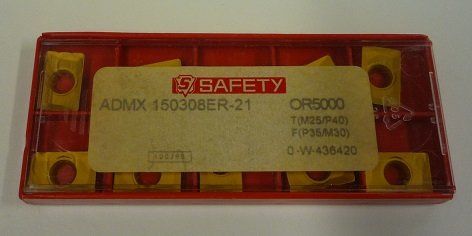 S SAFETY
ADMX 150308ER-21 OR5000
T(M25/P40)
F(P35/M30)
0-W-436420